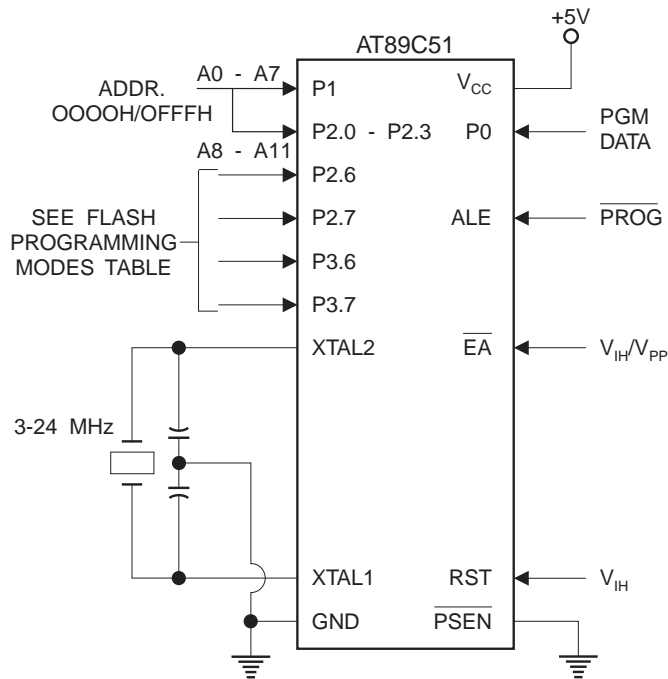 +5V
AT89C51
A0 - A7
ADDR.
OOOOH/OFFFH
P1
VCC
P2.0 - P2.3
P0
PGM
DATA
A8 - A11
P2.6
P2.7
ALE
PROG
SEE FLASH
PROGRAMMING
MODES TABLE
P3.6
P3.7
XTAL2
EA
VIH/VPP
3-24 MHz
XTAL1
RST
VIH
GND
PSEN